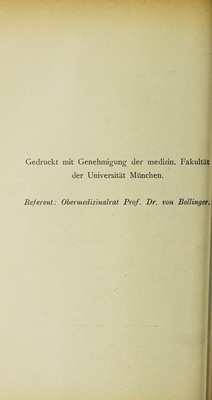 Gedruckt mit Genehmigung der medizin. Fakultät
der Universität München.
Referent: Obermedizinalrat Prof. Dr. von Bollinger.